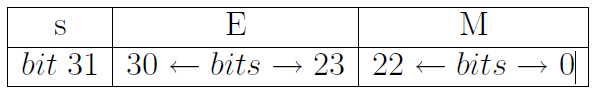 s E M
bit 31 30 ← bits → 23 22 ← bits → 0